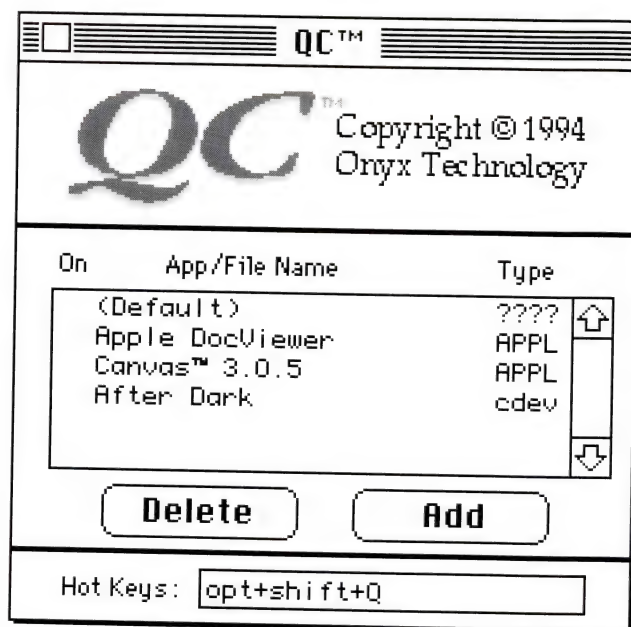 QC™
QC™
Copyright © 1994
Onyx Technology
On App/File Name Type
(Default) ????
Apple DocViewer APPL
Canvas™ 3.0.5 APPL
After Dark cdev
Delete Add
Hot Keys: opt+shift+Q